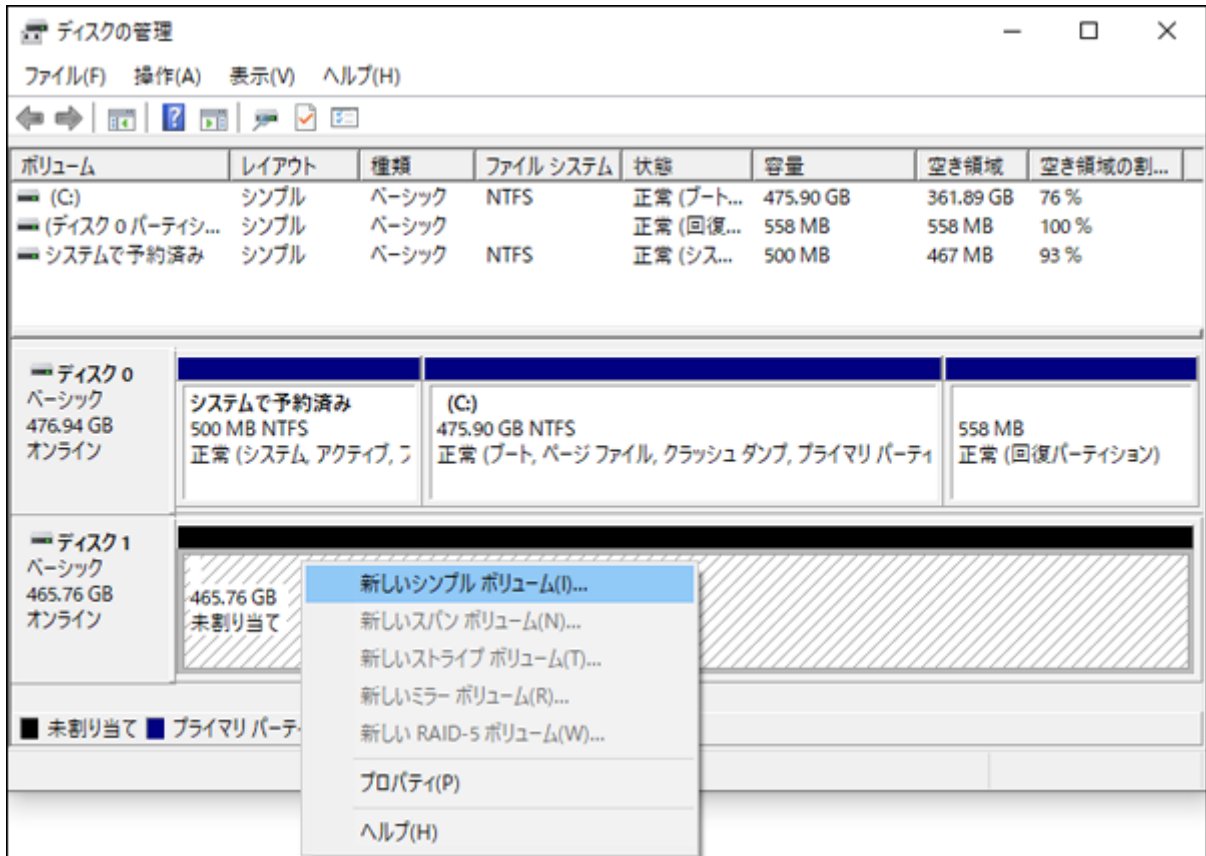 ディスクの管理
ファイル(F) 操作(A) 表示(V) ヘルプ(H)
ボリューム レイアウト 種類 ファイル システム 状態 容量 空き領域 空き領域の割...
(C:) シンプル ベーシック NTFS 正常 (ブート... 475.90 GB 361.89 GB 76 %
(ディスク 0 パーティシ... シンプル ベーシック 正常 (回復... 558 MB 558 MB 100 %
システムで予約済み シンプル ベーシック NTFS 正常 (シス... 500 MB 467 MB 93 %
ディスク 0
ベーシック
476.94 GB
オンライン
システムで予約済み
500 MB NTFS
正常 (システム, アクティブ, フ
(C:)
475.90 GB NTFS
正常 (ブート, ページ ファイル, クラッシュ ダンプ, プライマリ パーティ
558 MB
正常 (回復パーティション)
ディスク 1
ベーシック
465.76 GB
オンライン
465.76 GB
未割り当て
新しいシンプル ボリューム(I)...
新しいスパン ボリューム(N)...
新しいストライプ ボリューム(T)...
新しいミラー ボリューム(R)...
新しい RAID-5 ボリューム(W)...
プロパティ(P)
ヘルプ(H)
未割り当て プライマリ パーテ